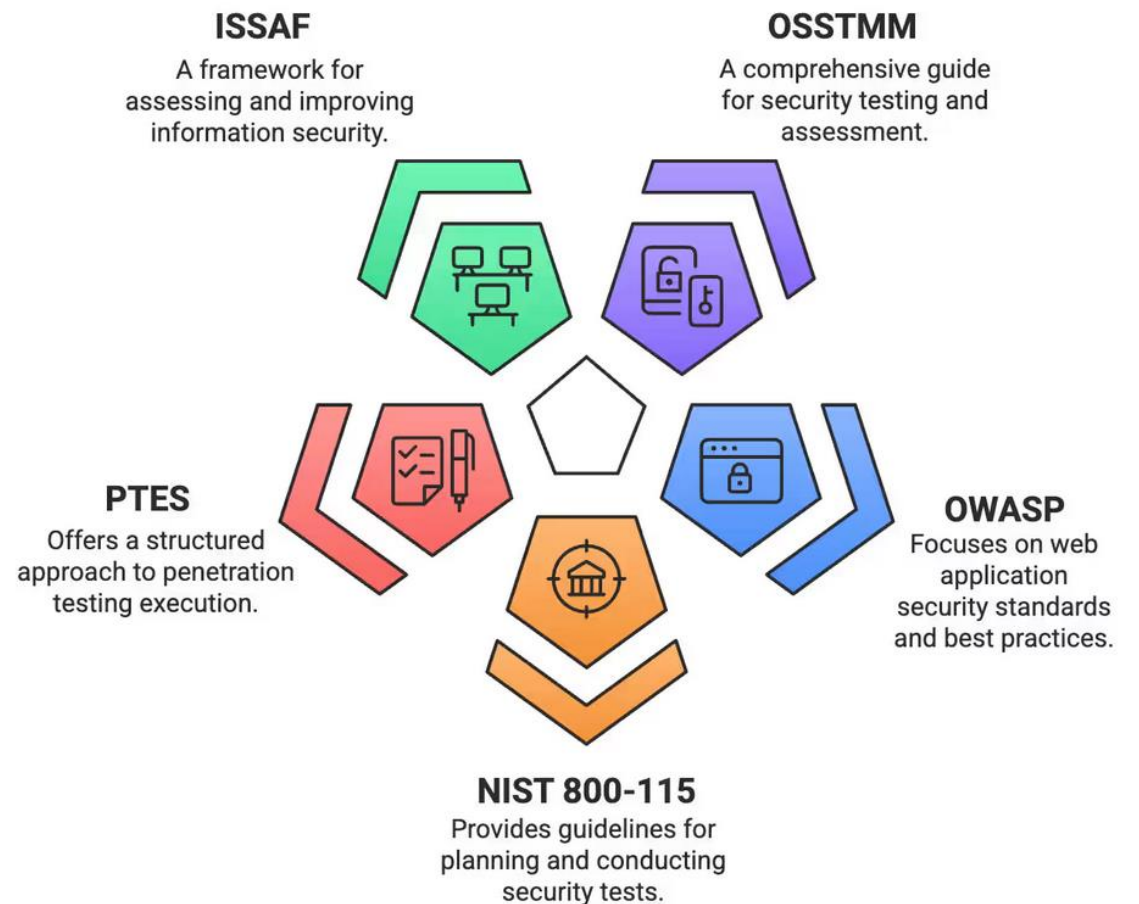 ISSAF
A framework for
assessing and improving
information security.
OSSTMM
A comprehensive guide
for security testing and
assessment.
PTES
Offers a structured
approach to penetration
testing execution.
OWASP
Focuses on web
application
security standards
and best practices.
NIST 800-115
Provides guidelines for
planning and conducting
security tests.